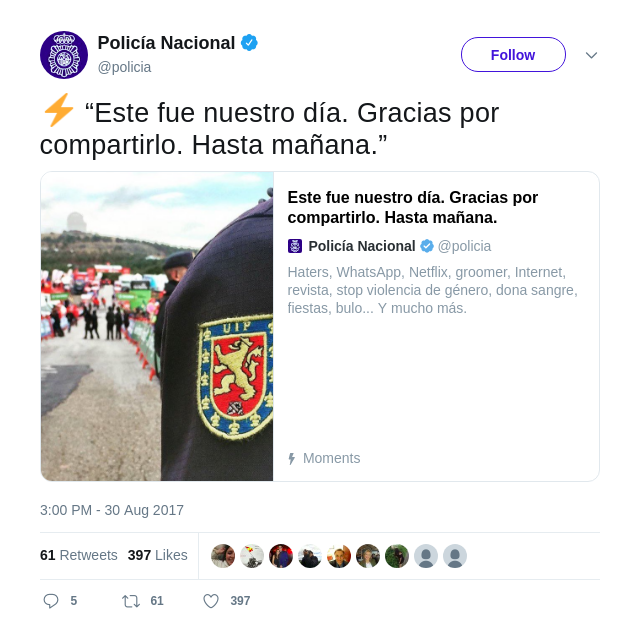 Policía Nacional
@policia
Follow
⚡ “Este fue nuestro día. Gracias por
compartirlo. Hasta mañana.”
UIP
Este fue nuestro día. Gracias por
compartirlo. Hasta mañana.
Policía Nacional @policia
Haters, WhatsApp, Netflix, groomer, Internet,
revista, stop violencia de género, dona sangre,
fiestas, bulo... Y mucho más.
Moments
3:00 PM - 30 Aug 2017
61 Retweets 397 Likes
5 61 397